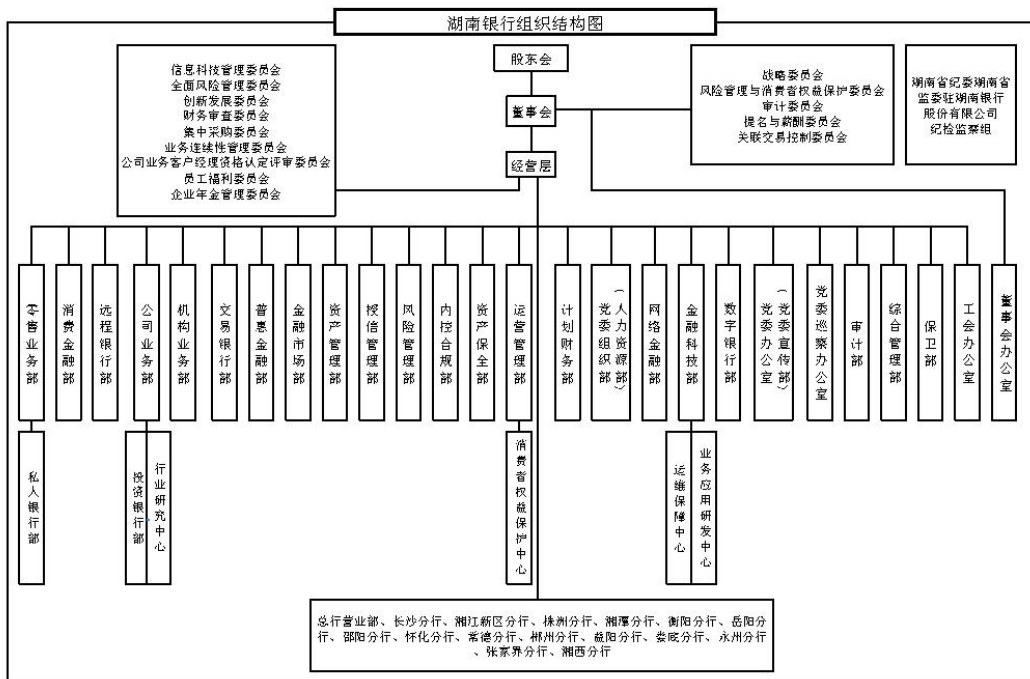 湖南银行组织结构图
信息科技管理委员会
全面风险管理委员会
创新发展委员会
财务审查委员会
集中采购委员会
业务连续性管理委员会
公司业务客户经理资格认定评审委员会
员工福利委员会
企业年金管理委员会
股东会
董事会
经营层
战略委员会
风险管理与消费者权益保护委员会
审计委员会
提名与薪酬委员会
关联交易控制委员会
湖南省纪委湖南省
监委驻湖南银行
股份有限公司
纪检监察组
零售业务部
消费金融部
远程银行部
公司业务部
机构业务部
交易银行部
普惠金融部
金融市场部
资产管理部
授信管理部
风险管理部
内控合规部
资产保全部
运营管理部
计划财务部
党委组织部
（人力资源部）
网络金融部
金融科技部
数字银行部
党委办公室
（党委宣传部）
党委巡察办公室
审计部
综合管理部
保卫部
工会办公室
董事会办公室
私人银行部
投资银行部
行业研究中心
消费者权益保护中心
运维保障中心
业务应用研发中心
总行营业部、长沙分行、湘江新区分行、株洲分行、湘潭分行、衡阳分行、岳阳分
行、邵阳分行、怀化分行、常德分行、郴州分行、益阳分行、娄底分行、永州分行
、张家界分行、湘西分行